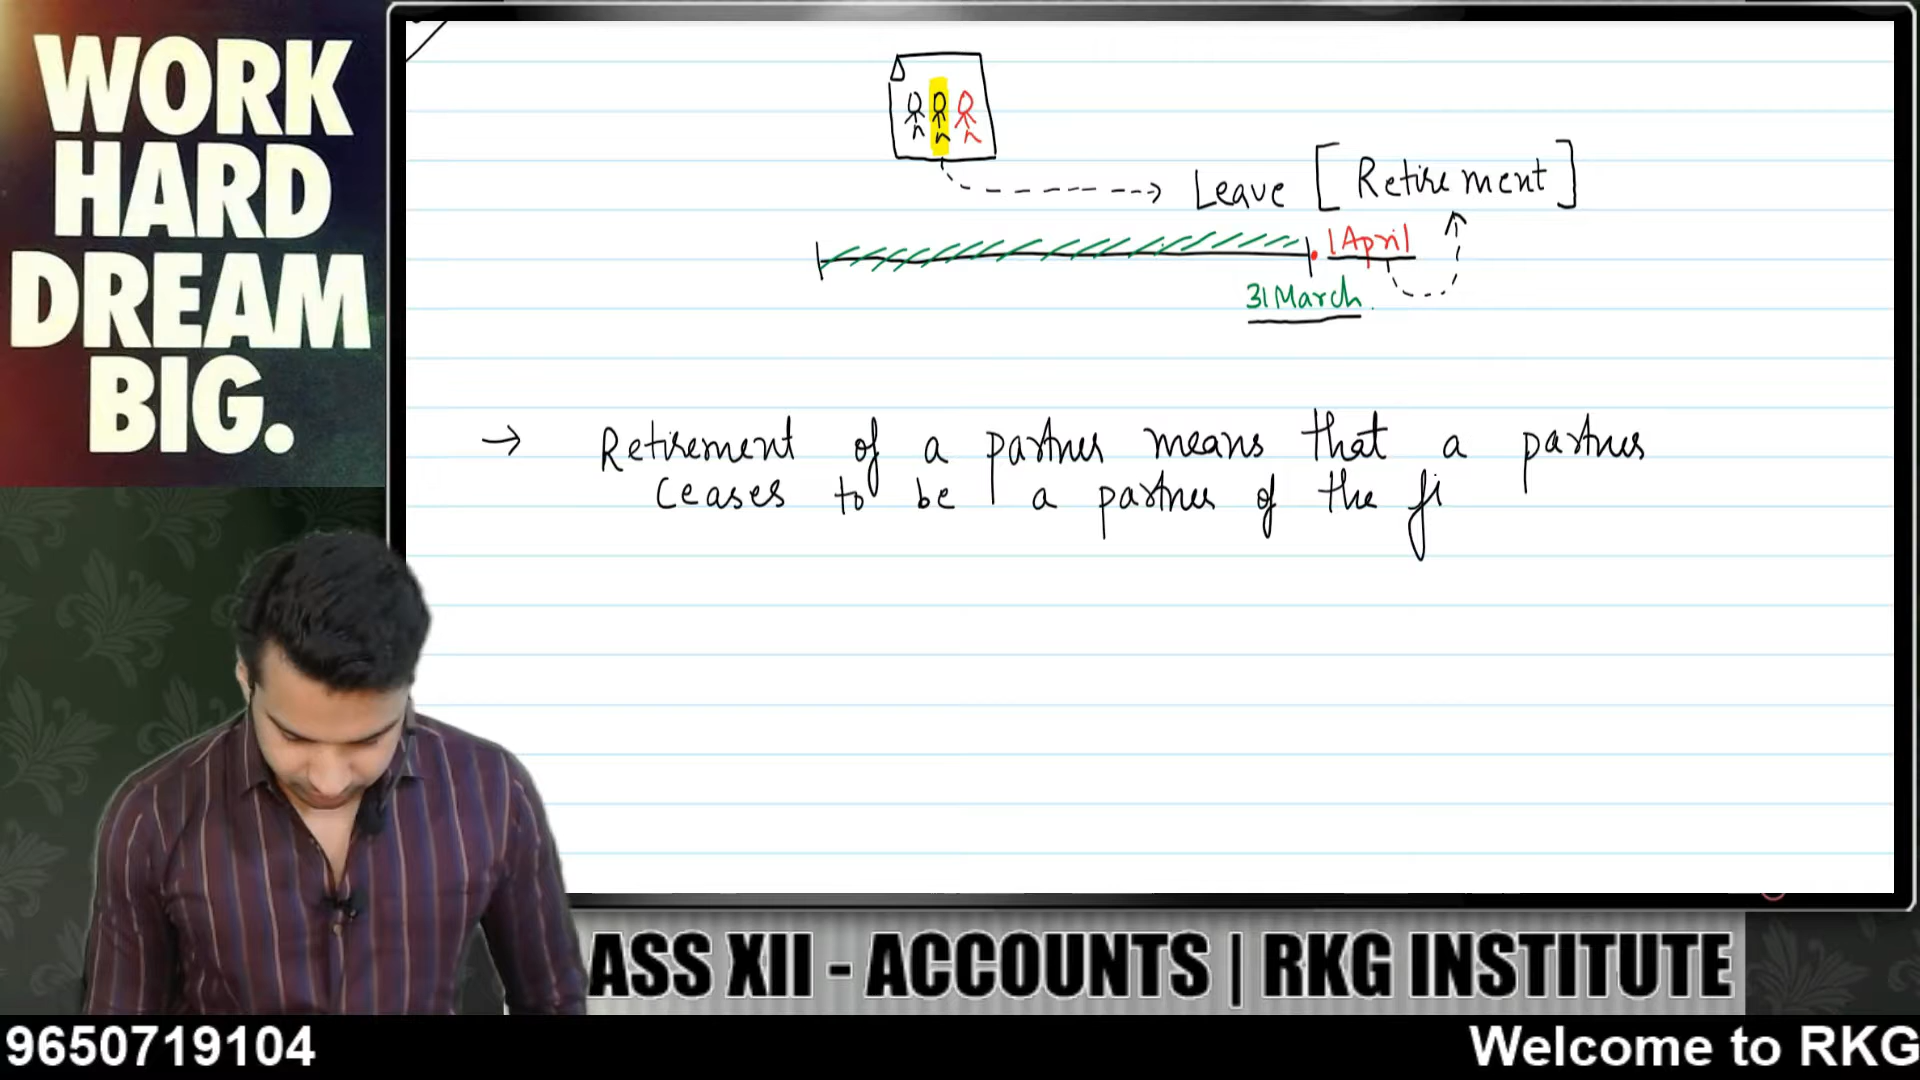 WORK
HARD
DREAM
BIG.
Leave [Retirement]
1 April
31 March
→ Retirement of a partner means that a partner
ceases to be a partner of the fi
ASS XII - ACCOUNTS | RKG INSTITUTE
9650719104
Welcome to RKG